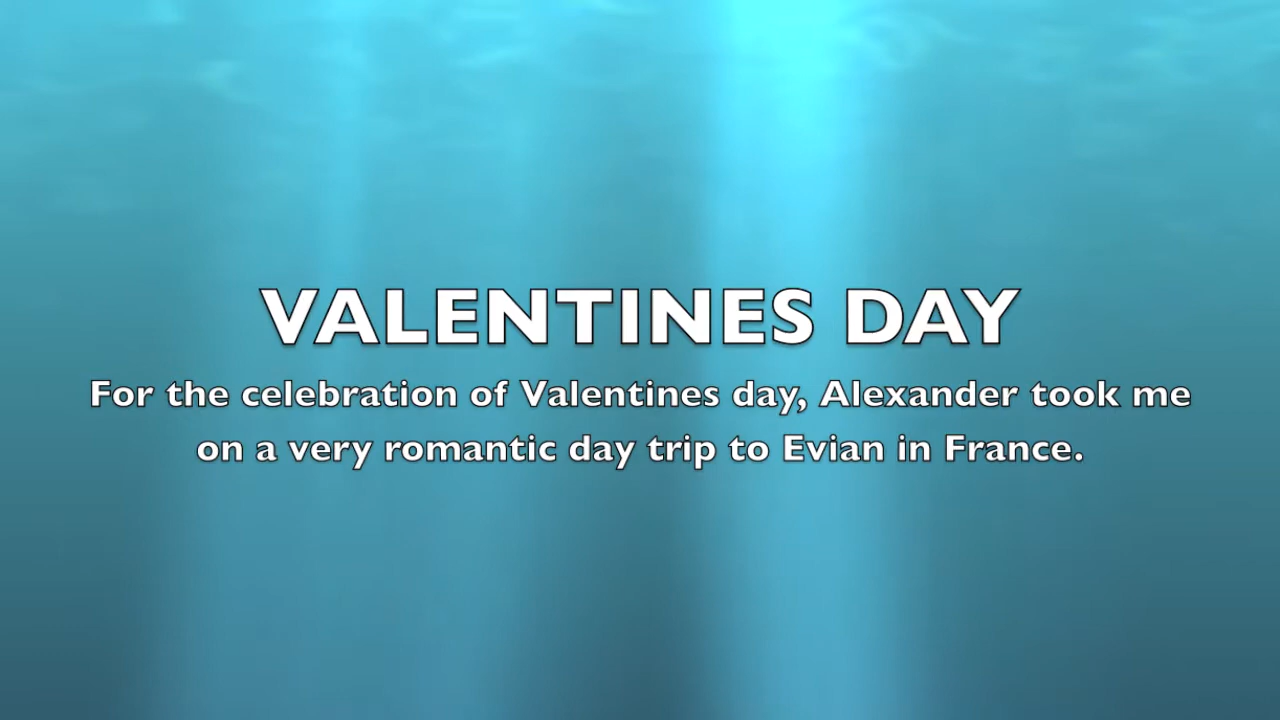 VALENTINES DAY
For the celebration of Valentines day, Alexander took me
on a very romantic day trip to Evian in France.